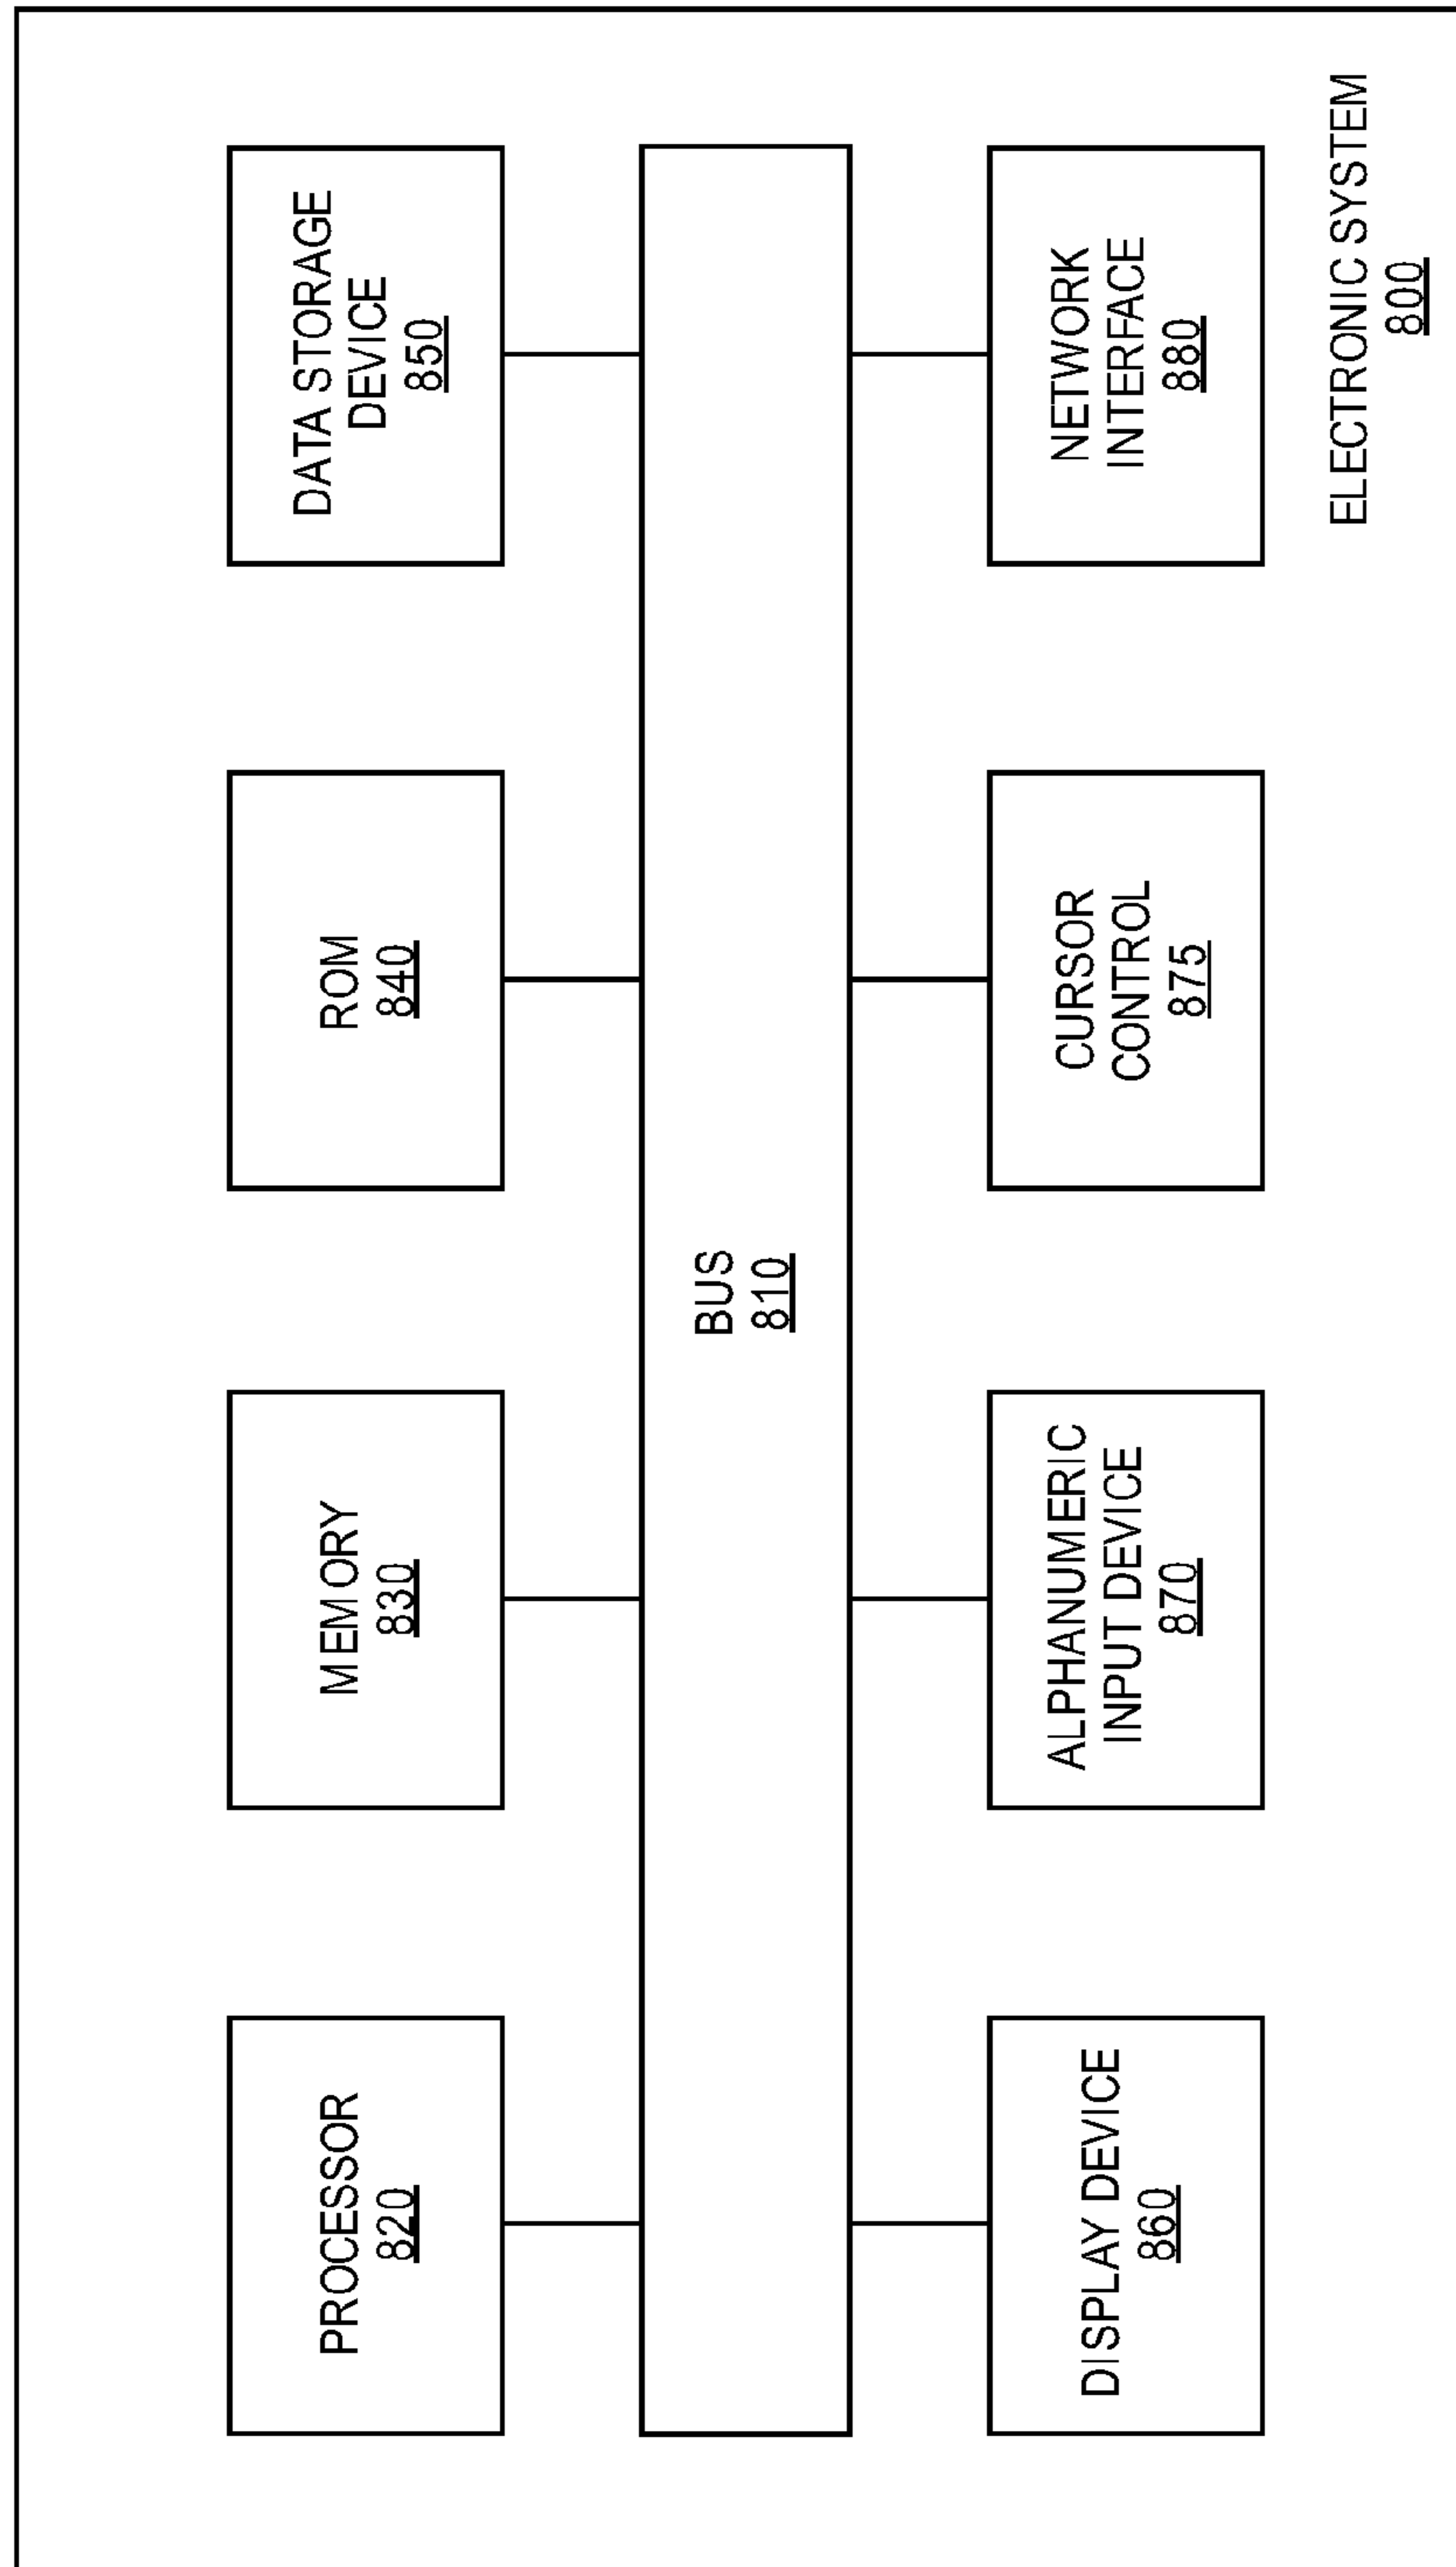 PROCESSOR
820
MEMORY
830
ROM
840
DATA STORAGE
DEVICE
850
BUS
810
DISPLAY DEVICE
860
ALPHANUMERIC
INPUT DEVICE
870
CURSOR
CONTROL
875
NETWORK
INTERFACE
880
ELECTRONIC SYSTEM
800